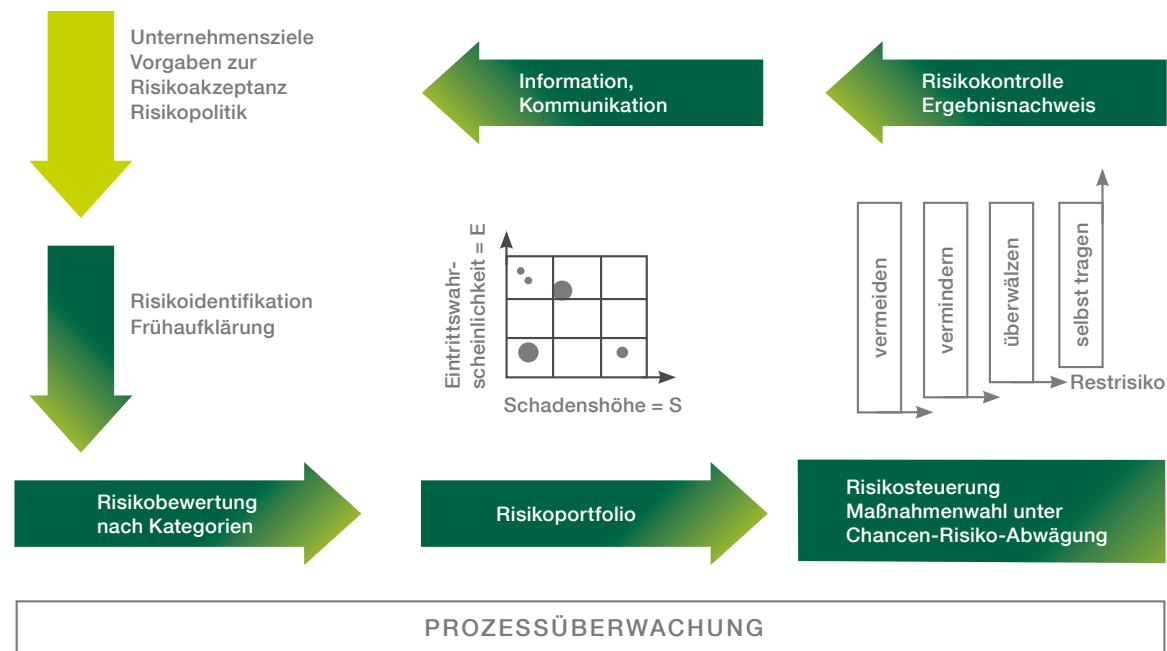 Unternehmensziele
Vorgaben zur
Risikoakzeptanz
Risikopolitik
Information,
Kommunikation
Risikokontrolle
Ergebnisnachweis
Risikoidentifikation
Frühaufklärung
Eintrittswahr-
scheinlichkeit = E
Schadenshöhe = S
vermeiden
vermindern
überwälzen
selbst tragen
Restrisiko
Risikobewertung
nach Kategorien
Risikoportfolio
Risikosteuerung
Maßnahmenwahl unter
Chancen-Risiko-Abwägung
PROZESSÜBERWACHUNG